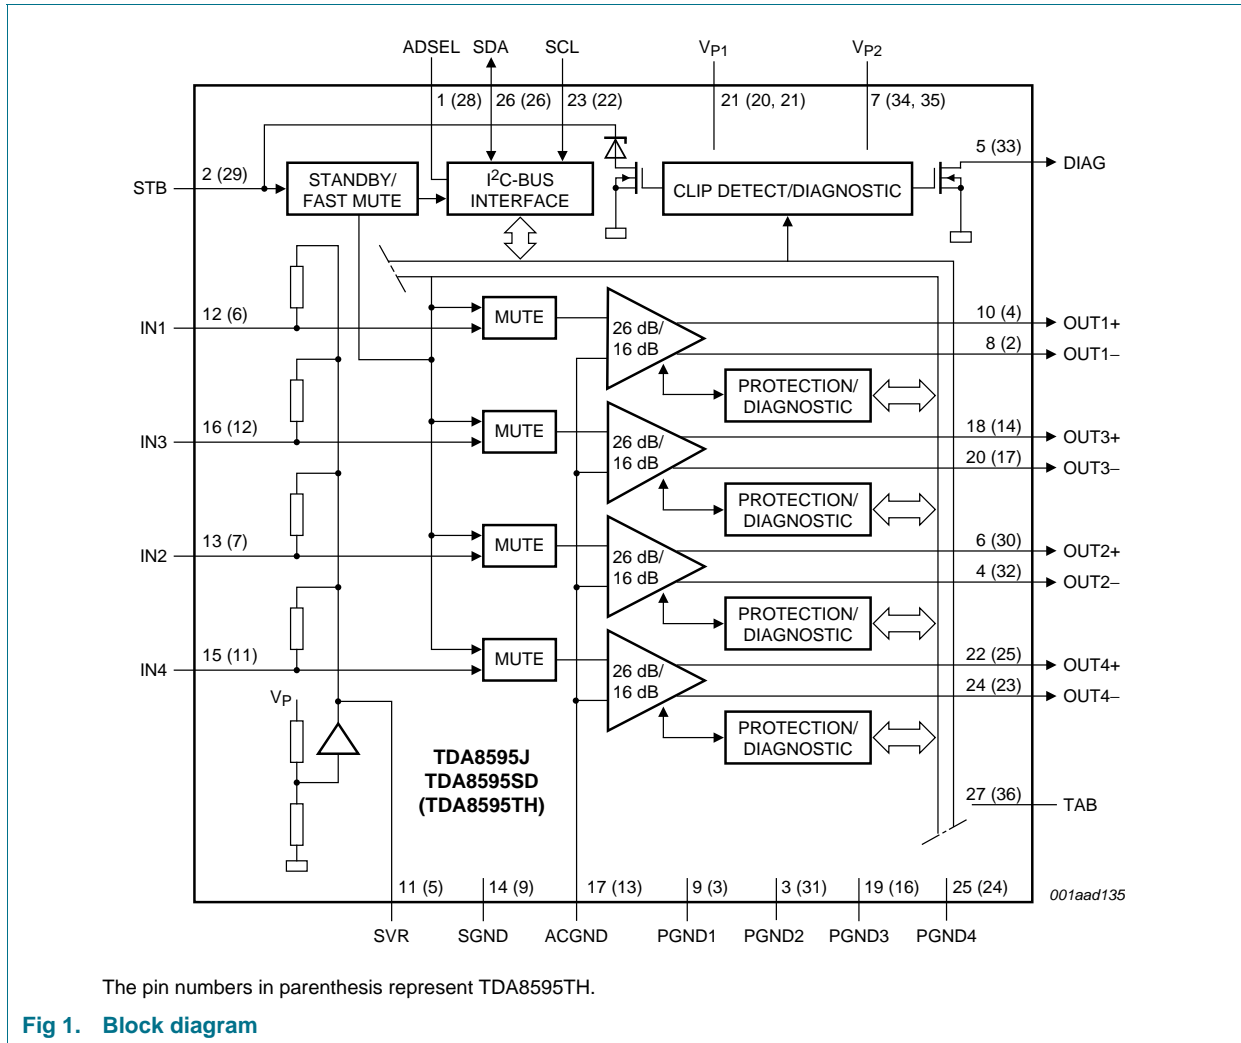 ADSEL SDA SCL VP1 VP2
1 (28) 26 (26) 23 (22) 21 (20, 21) 7 (34, 35)
5 (33)
DIAG
2 (29)
STB
STANDBY/
FAST MUTE
I2C-BUS
INTERFACE
CLIP DETECT/DIAGNOSTIC
12 (6)
IN1
MUTE
26 dB/
16 dB
10 (4)
OUT1+
8 (2)
OUT1−
PROTECTION/
DIAGNOSTIC
16 (12)
IN3
MUTE
26 dB/
16 dB
18 (14)
OUT3+
20 (17)
OUT3−
PROTECTION/
DIAGNOSTIC
13 (7)
IN2
MUTE
26 dB/
16 dB
6 (30)
OUT2+
4 (32)
OUT2−
PROTECTION/
DIAGNOSTIC
15 (11)
IN4
MUTE
26 dB/
16 dB
22 (25)
OUT4+
24 (23)
OUT4−
PROTECTION/
DIAGNOSTIC
VP
TDA8595J
TDA8595SD
(TDA8595TH)
27 (36)
TAB
11 (5) 14 (9) 17 (13) 9 (3) 3 (31) 19 (16) 25 (24)
001aad135
SVR SGND ACGND PGND1 PGND2 PGND3 PGND4
The pin numbers in parenthesis represent TDA8595TH.
Fig 1. Block diagram